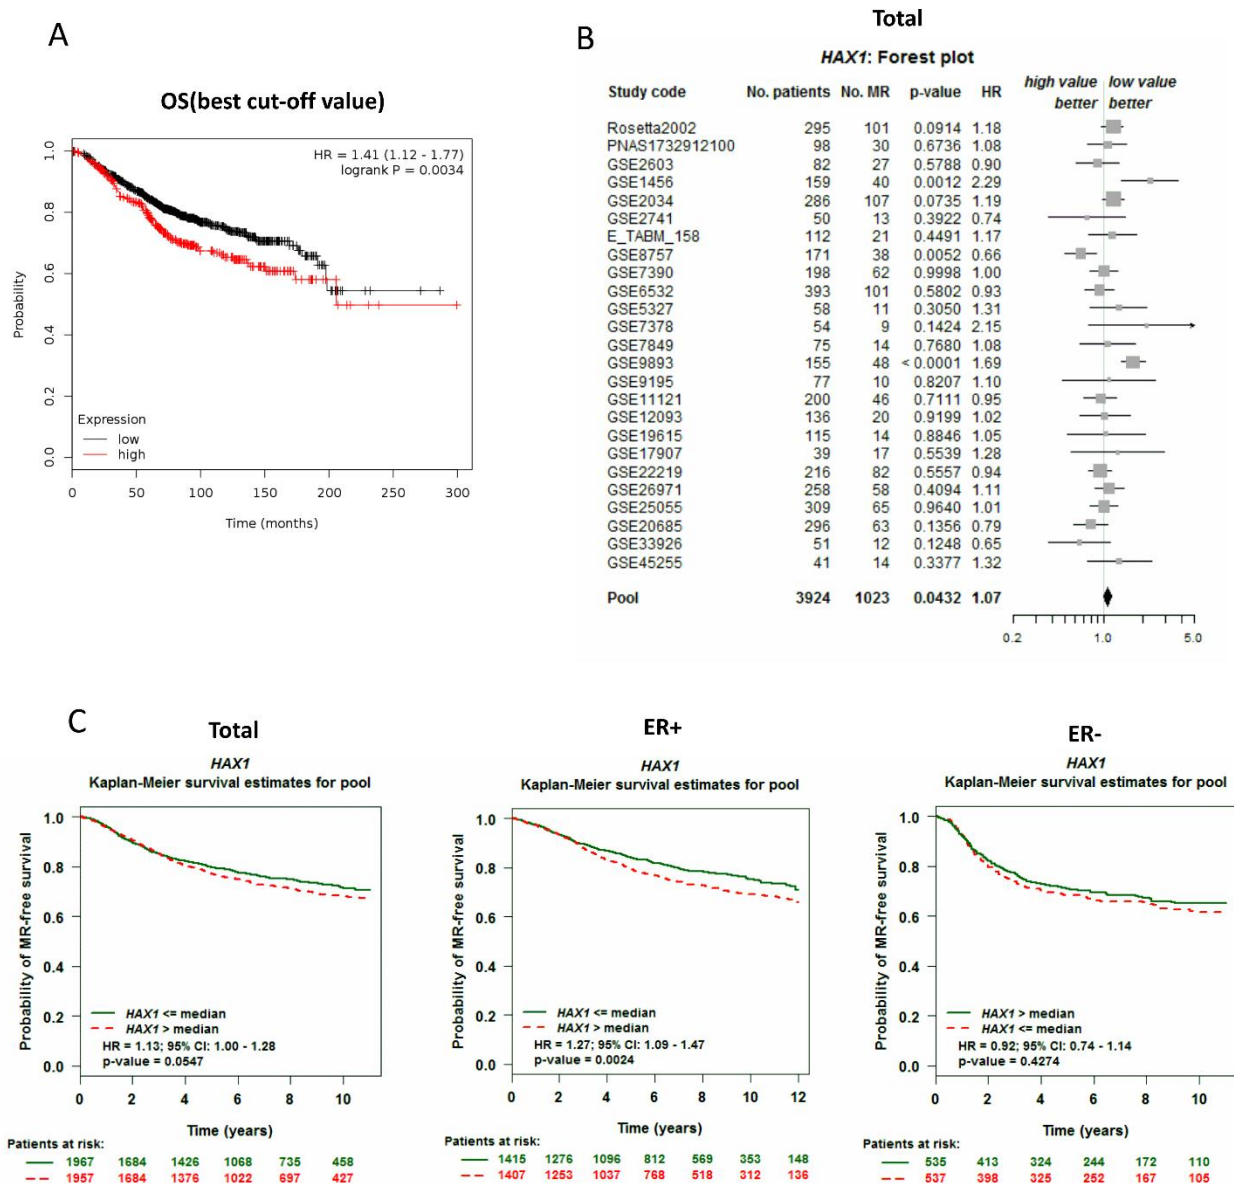 A
OS(best cut-off value)
HR = 1.41 (1.12 - 1.77)
logrank P = 0.0034
Probability
1.0
0.8
0.6
0.4
0.2
0.0
Expression
low
high
0 50 100 150 200 250 300
Time (months)
B
Total
HAX1: Forest plot
Study code No. patients No. MR p-value HR high value better low value better
Rosetta2002 295 101 0.0914 1.18
PNAS1732912100 98 30 0.6736 1.08
GSE2603 82 27 0.5788 0.90
GSE1456 159 40 0.0012 2.29
GSE2034 286 107 0.0735 1.19
GSE2741 50 13 0.3922 0.74
E_TABM_158 112 21 0.4491 1.17
GSE8757 171 38 0.0052 0.66
GSE7390 198 62 0.9998 1.00
GSE6532 393 101 0.5802 0.93
GSE5327 58 11 0.3050 1.31
GSE7378 54 9 0.1424 2.15
GSE7849 75 14 0.7680 1.08
GSE9893 155 48 < 0.0001 1.69
GSE9195 77 10 0.8207 1.10
GSE11121 200 46 0.7111 0.95
GSE12093 136 20 0.9199 1.02
GSE19615 115 14 0.8846 1.05
GSE17907 39 17 0.5539 1.28
GSE22219 216 82 0.5557 0.94
GSE26971 258 58 0.4094 1.11
GSE25055 309 65 0.9640 1.01
GSE20685 296 63 0.1356 0.79
GSE33926 51 12 0.1248 0.65
GSE45255 41 14 0.3377 1.32
Pool 3924 1023 0.0432 1.07
0.2 1.0 5.0
C
Total
HAX1
Kaplan-Meier survival estimates for pool
Probability of MR-free survival
1.0
0.8
0.6
0.4
0.2
0.0
HAX1 <= median
HAX1 > median
HR = 1.13; 95% CI: 1.00 - 1.28
p-value = 0.0547
0 2 4 6 8 10
Time (years)
Patients at risk:
1967 1684 1426 1068 735 458
1957 1684 1376 1022 697 427
ER+
HAX1
Kaplan-Meier survival estimates for pool
Probability of MR-free survival
1.0
0.8
0.6
0.4
0.2
0.0
HAX1 <= median
HAX1 > median
HR = 1.27; 95% CI: 1.09 - 1.47
p-value = 0.0024
0 2 4 6 8 10 12
Time (years)
Patients at risk:
1415 1276 1096 812 569 353 148
1407 1253 1037 768 518 312 136
ER-
HAX1
Kaplan-Meier survival estimates for pool
Probability of MR-free survival
1.0
0.8
0.6
0.4
0.2
0.0
HAX1 > median
HAX1 <= median
HR = 0.92; 95% CI: 0.74 - 1.14
p-value = 0.4274
0 2 4 6 8 10
Time (years)
Patients at risk:
535 413 324 244 172 110
537 398 325 252 167 105